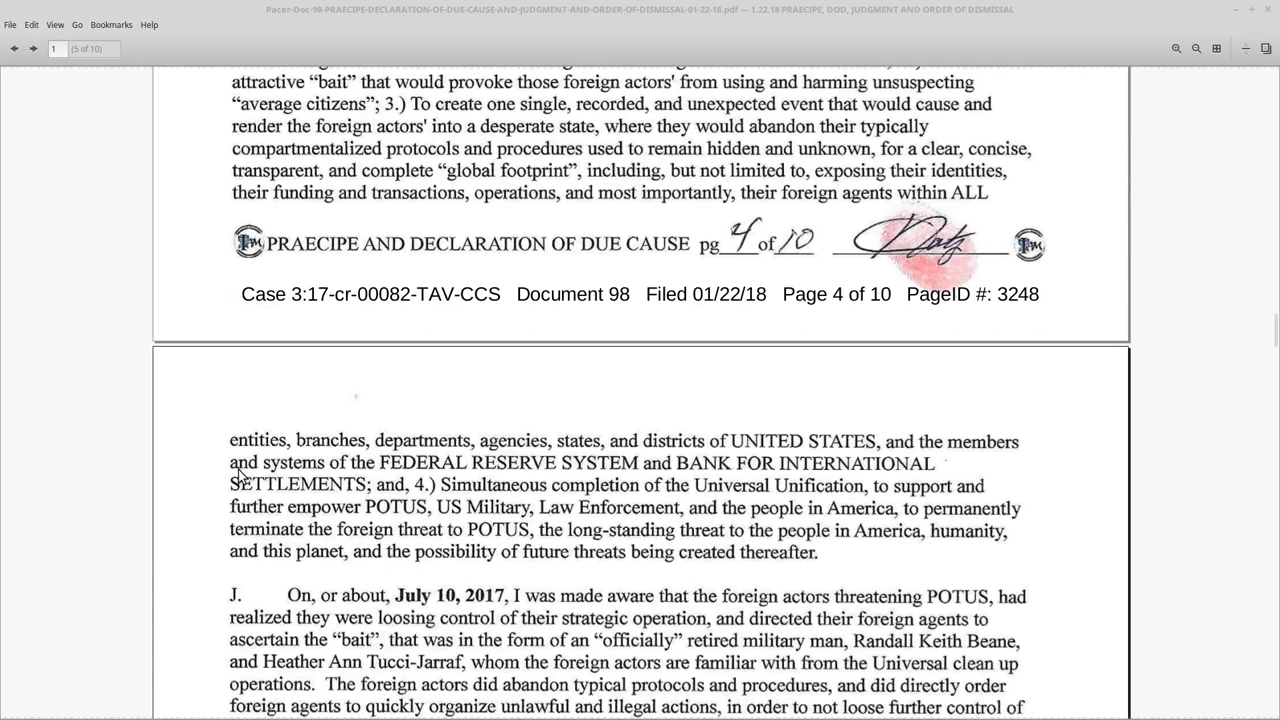 Pacer-Doc-98-PRAECIPE-DECLARATION-OF-DUE-CAUSE-AND-JUDGMENT-AND-ORDER-OF-DISMISSAL-01-22-18.pdf — 1.22.18 PRAECIPE, DOD, JUDGMENT AND ORDER OF DISMISSAL
File Edit View Go Bookmarks Help
1 (5 of 10)
attractive “bait” that would provoke those foreign actors' from using and harming unsuspecting
“average citizens”; 3.) To create one single, recorded, and unexpected event that would cause and
render the foreign actors' into a desperate state, where they would abandon their typically
compartmentalized protocols and procedures used to remain hidden and unknown, for a clear, concise,
transparent, and complete “global footprint”, including, but not limited to, exposing their identities,
their funding and transactions, operations, and most importantly, their foreign agents within ALL
PRAECIPE AND DECLARATION OF DUE CAUSE pg 4 of 10
Case 3:17-cr-00082-TAV-CCS Document 98 Filed 01/22/18 Page 4 of 10 PageID #: 3248
entities, branches, departments, agencies, states, and districts of UNITED STATES, and the members
and systems of the FEDERAL RESERVE SYSTEM and BANK FOR INTERNATIONAL
SETTLEMENTS; and, 4.) Simultaneous completion of the Universal Unification, to support and
further empower POTUS, US Military, Law Enforcement, and the people in America, to permanently
terminate the foreign threat to POTUS, the long-standing threat to the people in America, humanity,
and this planet, and the possibility of future threats being created thereafter.
J. On, or about, July 10, 2017, I was made aware that the foreign actors threatening POTUS, had
realized they were loosing control of their strategic operation, and directed their foreign agents to
ascertain the “bait”, that was in the form of an “officially” retired military man, Randall Keith Beane,
and Heather Ann Tucci-Jarraf, whom the foreign actors are familiar with from the Universal clean up
operations. The foreign actors did abandon typical protocols and procedures, and did directly order
foreign agents to quickly organize unlawful and illegal actions, in order to not loose further control of